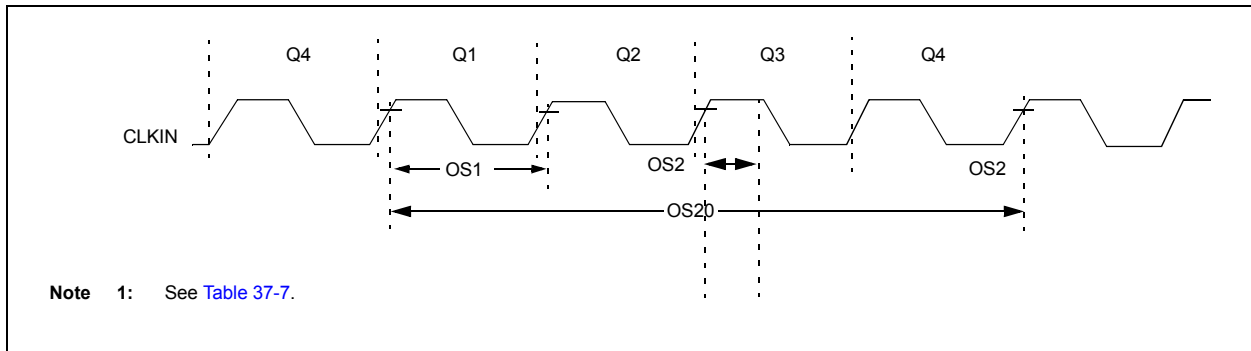 Q4 Q1 Q2 Q3 Q4
CLKIN
OS1 OS2 OS2
OS20
Note 1: See Table 37-7.